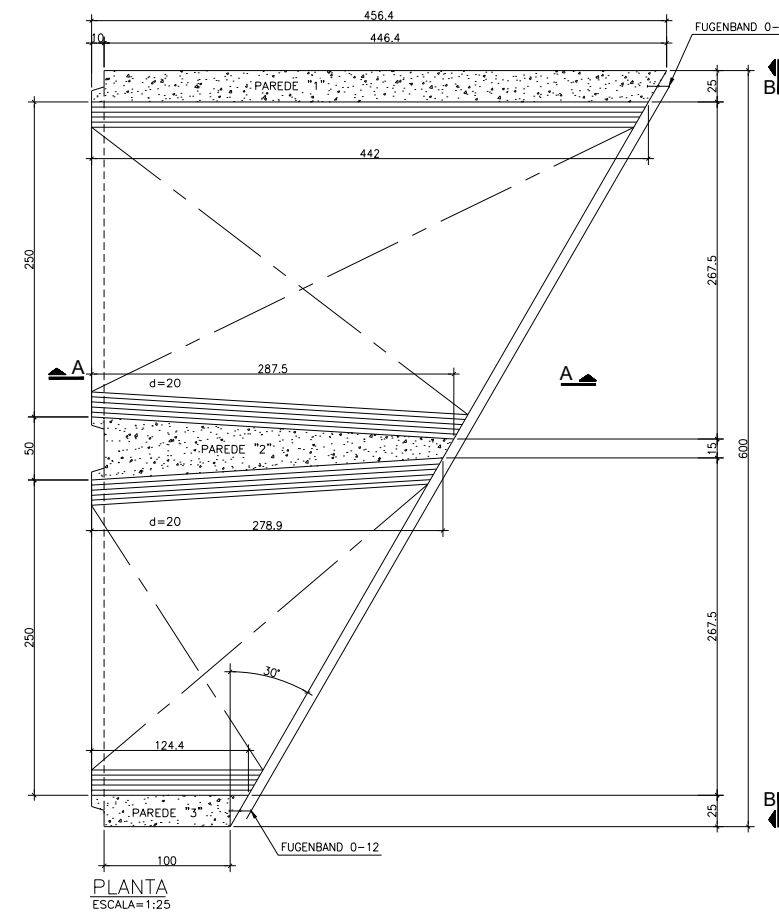 456.4
10
446.4
FUGENBAND 0-
PAREDE "1"
25
B
442
250
267.5
A
287.5
d=20
A
50
PAREDE "2"
15
600
d=20
278.9
250
267.5
30°
124.4
B
PAREDE "3"
25
FUGENBAND 0-12
100
PLANTA
ESCALA=1:25